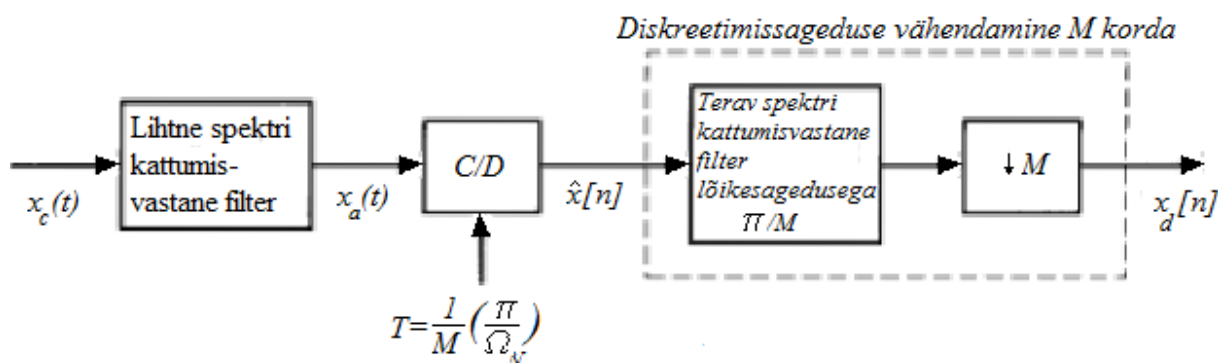 Diskreetimissageduse vähendamine M korda
Lihtne spektri
kattumis-
vastane filter
C/D
Terav spektri
kattumisvastane
filter
lõikesagedusega
π/M
↓ M
x_c(t)
x_a(t)
x̂[n]
x_d[n]
T=1/M(π/Ω_N)